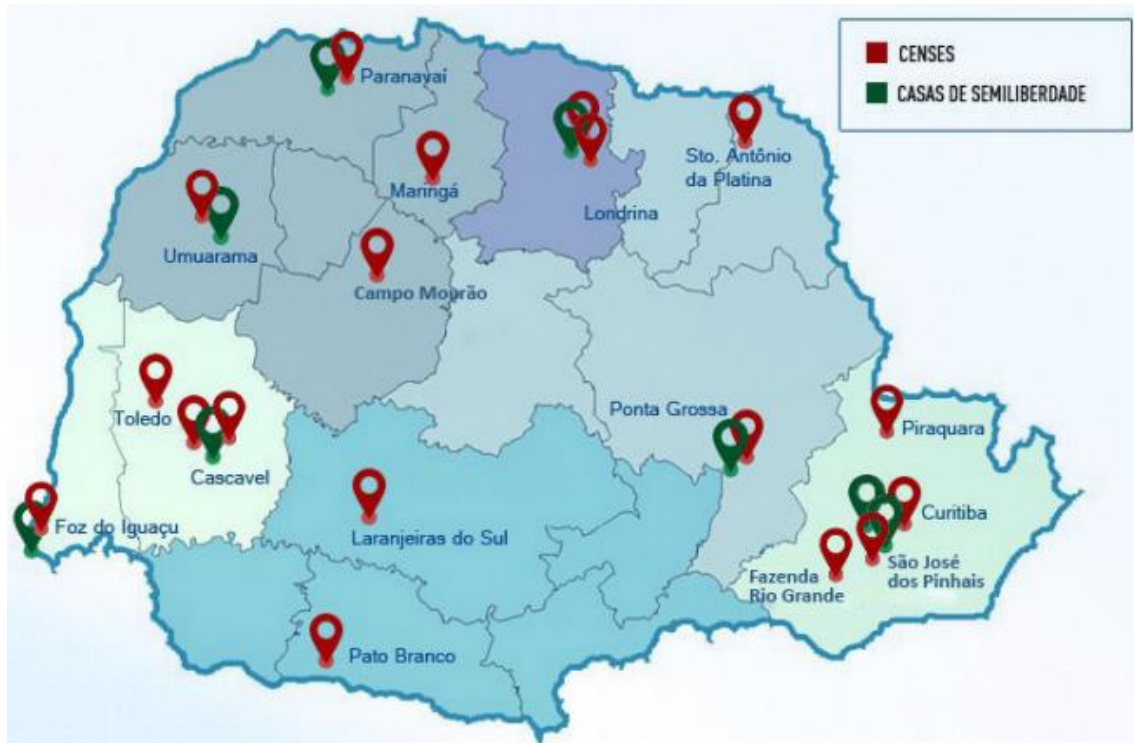 CENSES
CASAS DE SEMILIBERDADE
Paranavaí
Sto. Antônio
da Platina
Maringá
Londrina
Umuarama
Campo Mourão
Toledo
Ponta Grossa
Piraquara
Cascavel
Foz do Iguaçu
Laranjeiras do Sul
Curitiba
São José
dos Pinhais
Fazenda
Rio Grande
Pato Branco